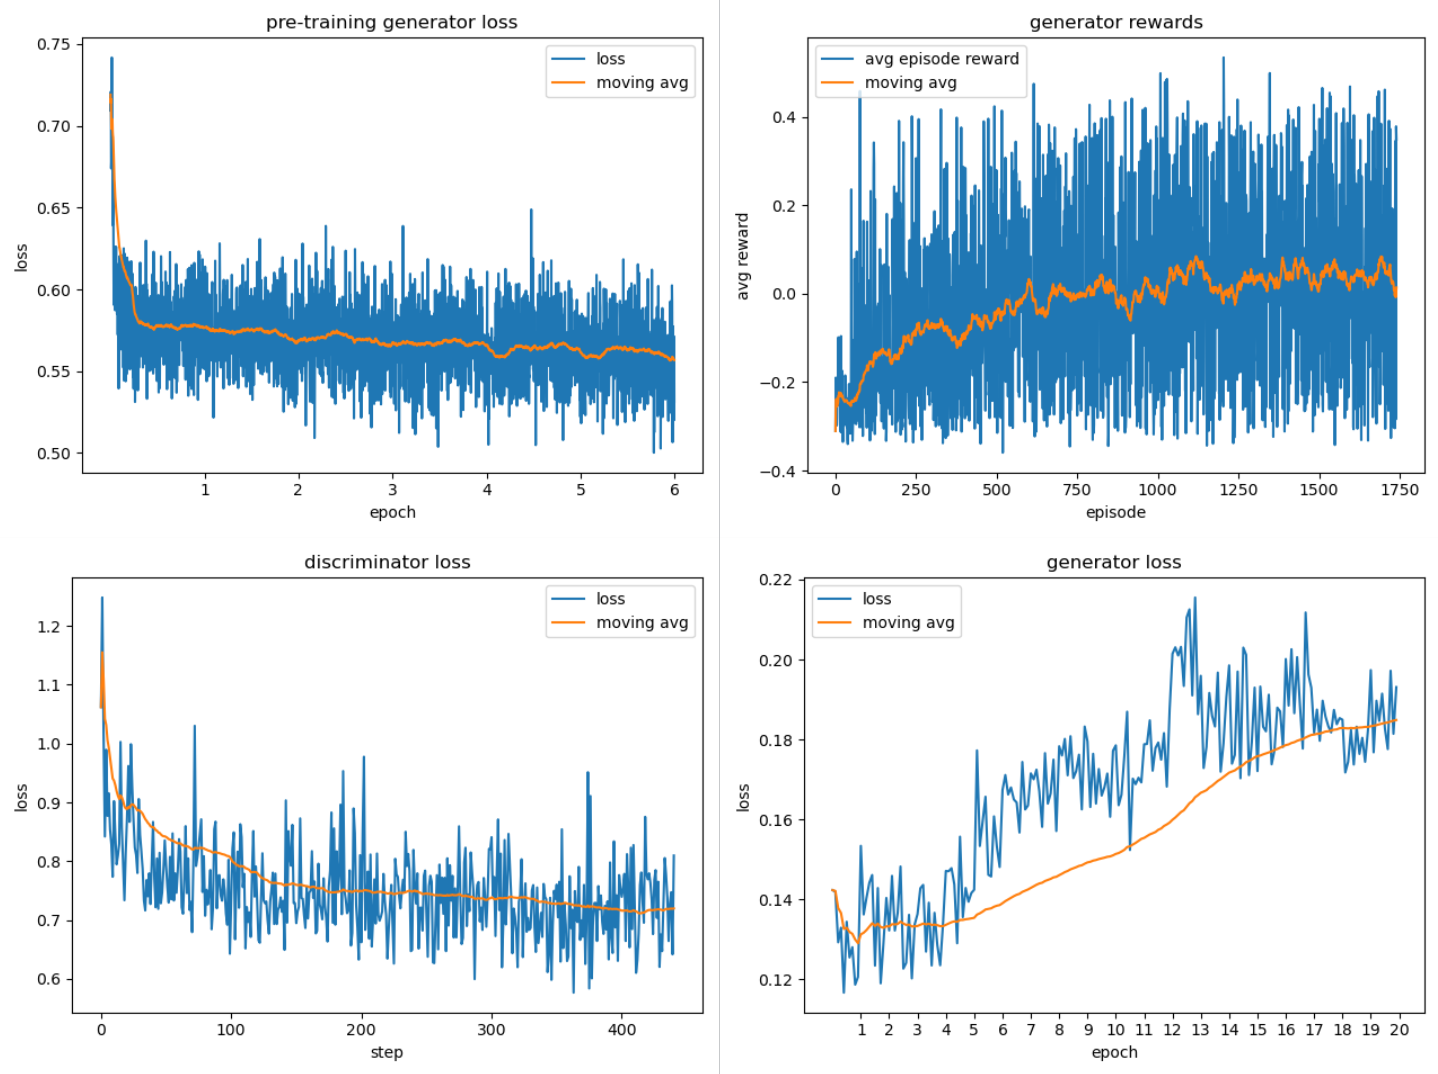 pre-training generator loss
0.75
0.70
0.65
0.60
0.55
0.50
loss
loss
moving avg
1 2 3 4 5 6
epoch
generator rewards
0.4
0.2
0.0
−0.2
−0.4
avg reward
avg episode reward
moving avg
0 250 500 750 1000 1250 1500 1750
episode
discriminator loss
1.2
1.1
1.0
0.9
0.8
0.7
0.6
loss
loss
moving avg
0 100 200 300 400
step
generator loss
0.22
0.20
0.18
0.16
0.14
0.12
loss
loss
moving avg
1 2 3 4 5 6 7 8 9 10 11 12 13 14 15 16 17 18 19 20
epoch